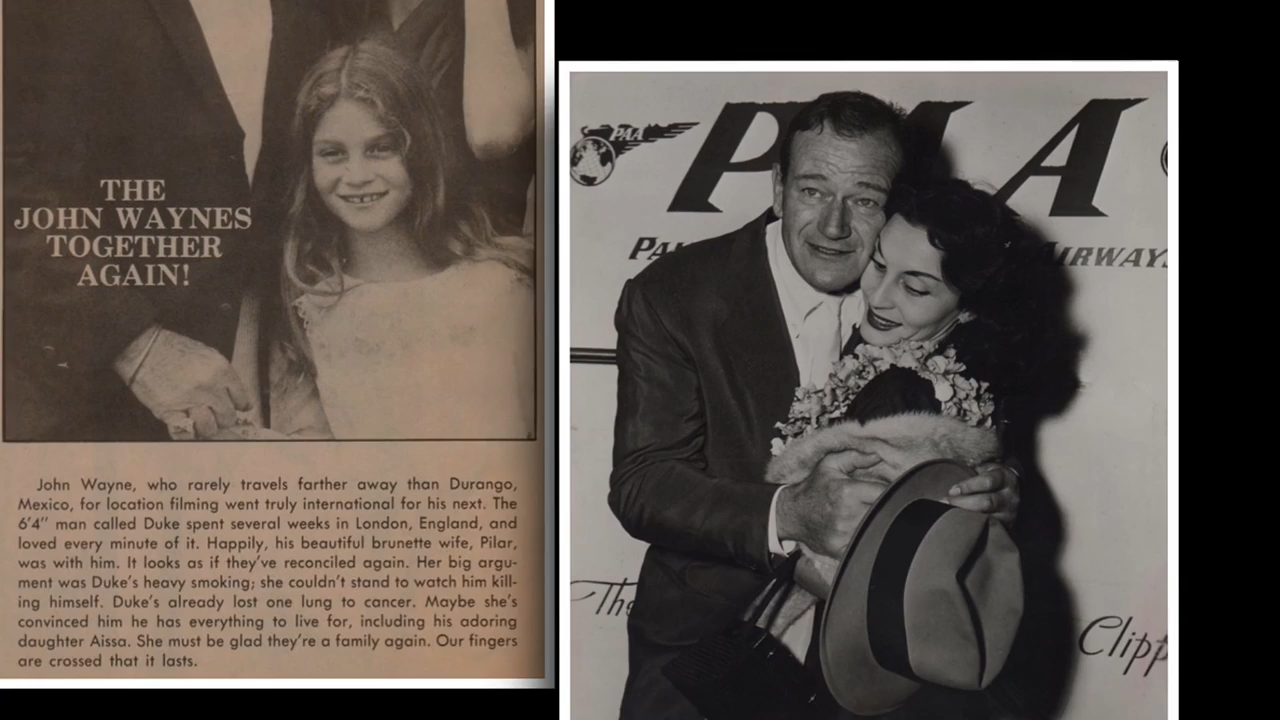 THE
JOHN WAYNES
TOGETHER
AGAIN!
John Wayne, who rarely travels farther away than Durango,
Mexico, for location filming went truly international for his next. The
6'4" man called Duke spent several weeks in London, England, and
loved every minute of it. Happily, his beautiful brunette wife, Pilar,
was with him. It looks as if they've reconciled again. Her big argu-
ment was Duke's heavy smoking; she couldn't stand to watch him kill-
ing himself. Duke's already lost one lung to cancer. Maybe she's
convinced him he has everything to live for, including his adoring
daughter Aissa. She must be glad they're a family again. Our fingers
are crossed that it lasts.
PAA
P A A
AIRWAYS
The
Clipp